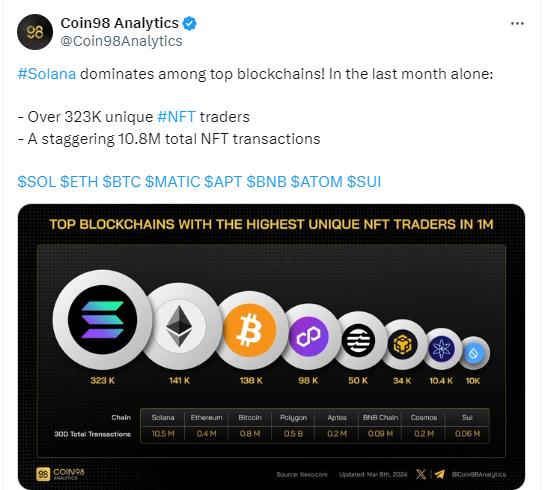 Coin98 Analytics
@Coin98Analytics
#Solana dominates among top blockchains! In the last month alone:
- Over 323K unique #NFT traders
- A staggering 10.8M total NFT transactions
$SOL $ETH $BTC $MATIC $APT $BNB $ATOM $SUI
TOP BLOCKCHAINS WITH THE HIGHEST UNIQUE NFT TRADERS IN 1M
323 K 141 K 138 K 98 K 50 K 34 K 10.4 K 10K
Chain Solana Ethereum Bitcoin Polygon Aptos BNB Chain Cosmos Sui
30D Total Transactions 10.5 M 0.4 M 0.8 M 0.5 B 0.2 M 0.09 M 0.2 M 0.06 M
98 COIN98 ANALYTICS Source: tiexo.com Updated: Mar 8th, 2024 @Coin98Analytics